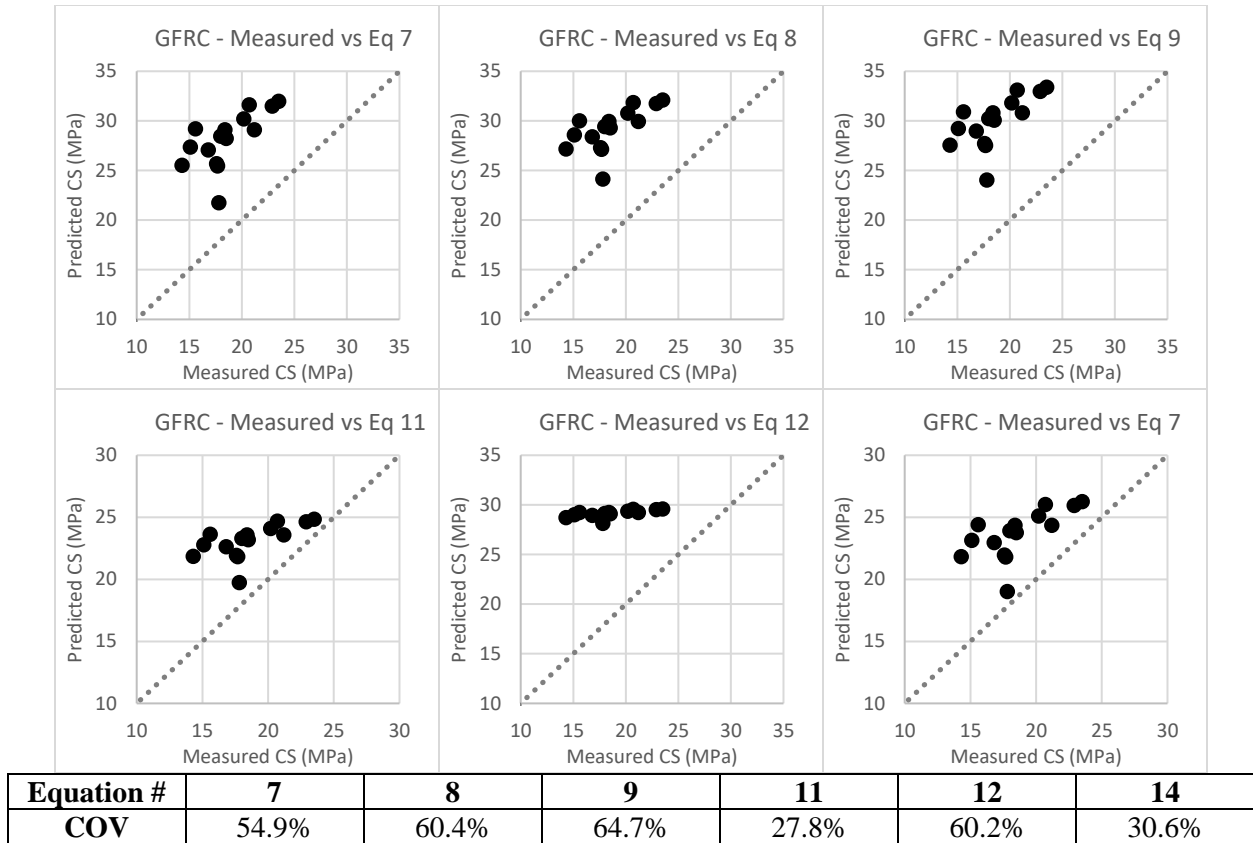 GFRC - Measured vs Eq 7
35
30
25
20
15
10
Predicted CS (MPa)
10 15 20 25 30 35
Measured CS (MPa)
GFRC - Measured vs Eq 8
35
30
25
20
15
10
Predicted CS (MPa)
10 15 20 25 30 35
Measured CS (MPa)
GFRC - Measured vs Eq 9
35
30
25
20
15
10
Predicted CS (MPa)
10 15 20 25 30 35
Measured CS (MPa)
GFRC - Measured vs Eq 11
30
25
20
15
10
Predicted CS (MPa)
10 15 20 25 30
Measured CS (MPa)
GFRC - Measured vs Eq 12
35
30
25
20
15
10
Predicted CS (MPa)
10 15 20 25 30 35
Measured CS (MPa)
GFRC - Measured vs Eq 7
30
25
20
15
10
Predicted CS (MPa)
10 15 20 25 30
Measured CS (MPa)
Equation # 7 8 9 11 12 14
COV 54.9% 60.4% 64.7% 27.8% 60.2% 30.6%